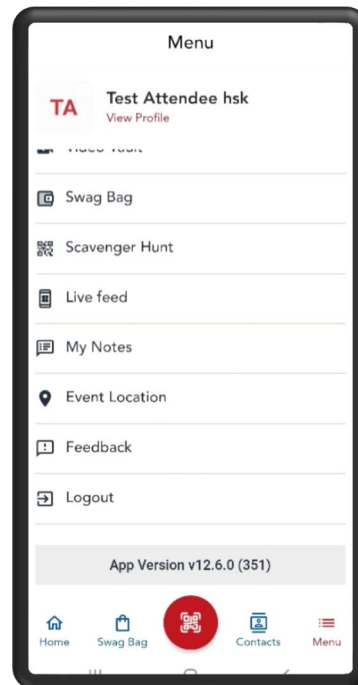 Menu
TA
Test Attendee hsk
View Profile
Swag Bag
Scavenger Hunt
Live feed
My Notes
Event Location
Feedback
Logout
App Version v12.6.0 (351)
Home
Swag Bag
Contacts
Menu